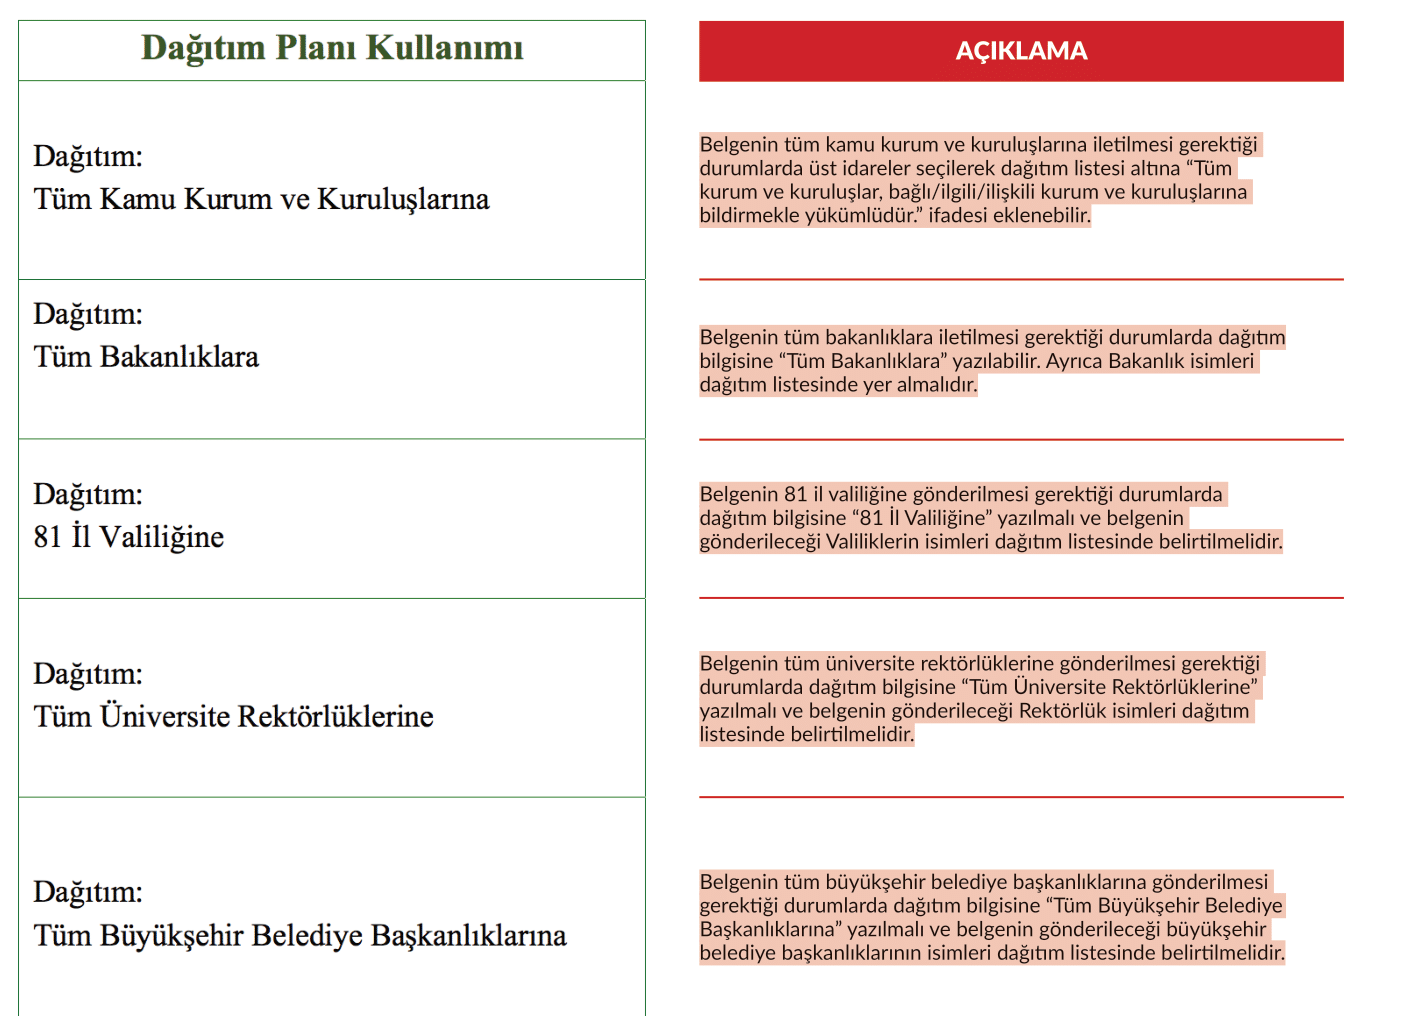 Dağıtım Planı Kullanımı
AÇIKLAMA
Dağıtım:
Tüm Kamu Kurum ve Kuruluşlarına
Belgenin tüm kamu kurum ve kuruluşlarına iletilmesi gerektiği
durumlarda üst idareler seçilerek dağıtım listesi altına “Tüm
kurum ve kuruluşlar, bağlı/ilgili/ilişkili kurum ve kuruluşlarına
bildirmekle yükümlüdür.” ifadesi eklenebilir.
Dağıtım:
Tüm Bakanlıklara
Belgenin tüm bakanlıklara iletilmesi gerektiği durumlarda dağıtım
bilgisine “Tüm Bakanlıklara” yazılabilir. Ayrıca Bakanlık isimleri
dağıtım listesinde yer almalıdır.
Dağıtım:
81 İl Valiliğine
Belgenin 81 il valiliğine gönderilmesi gerektiği durumlarda
dağıtım bilgisine “81 İl Valiliğine” yazılmalı ve belgenin
gönderileceği Valiliklerin isimleri dağıtım listesinde belirtilmelidir.
Dağıtım:
Tüm Üniversite Rektörlüklerine
Belgenin tüm üniversite rektörlüklerine gönderilmesi gerektiği
durumlarda dağıtım bilgisine “Tüm Üniversite Rektörlüklerine”
yazılmalı ve belgenin gönderileceği Rektörlük isimleri dağıtım
listesinde belirtilmelidir.
Dağıtım:
Tüm Büyükşehir Belediye Başkanlıklarına
Belgenin tüm büyükşehir belediye başkanlıklarına gönderilmesi
gerektiği durumlarda dağıtım bilgisine “Tüm Büyükşehir Belediye
Başkanlıklarına” yazılmalı ve belgenin gönderileceği büyükşehir
belediye başkanlıklarının isimleri dağıtım listesinde belirtilmelidir.